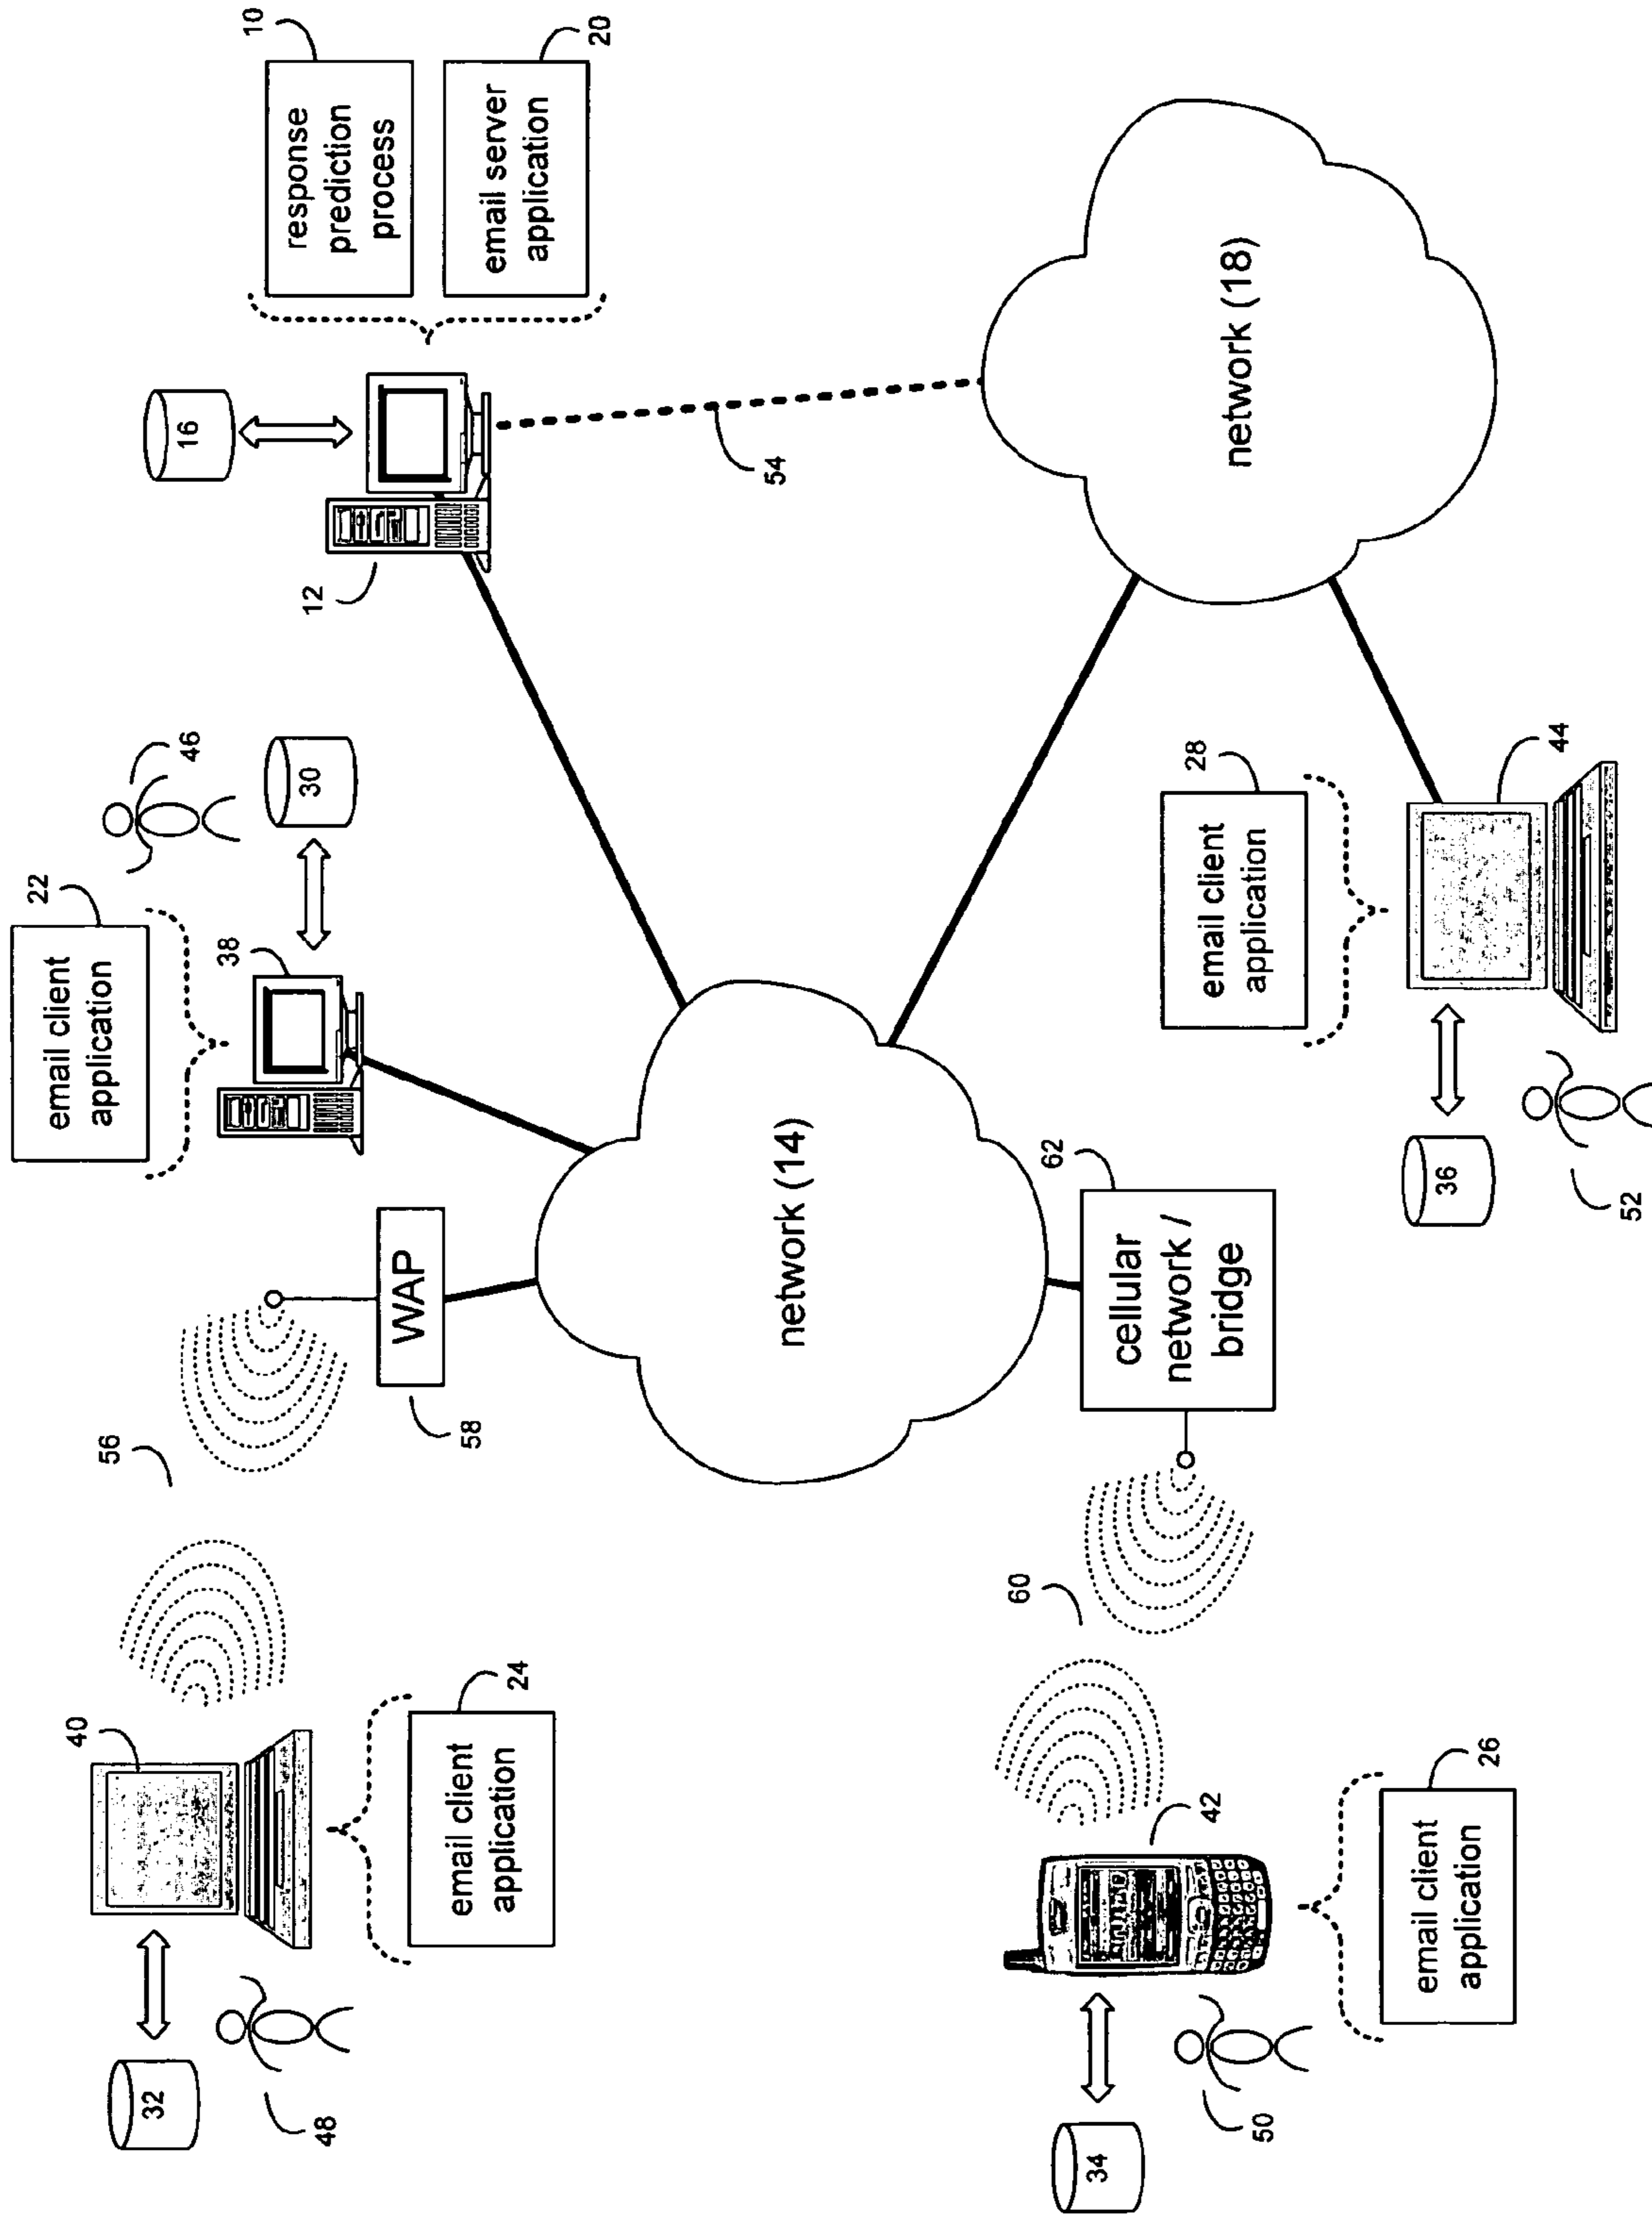 32
48
40
email client
application
24
56
WAP
58
email client
application
22
38
30
46
12
16
response
prediction
process
10
email server
application
20
54
network (14)
network (18)
34
50
42
email client
application
26
60
cellular
network /
bridge
62
36
52
email client
application
28
44